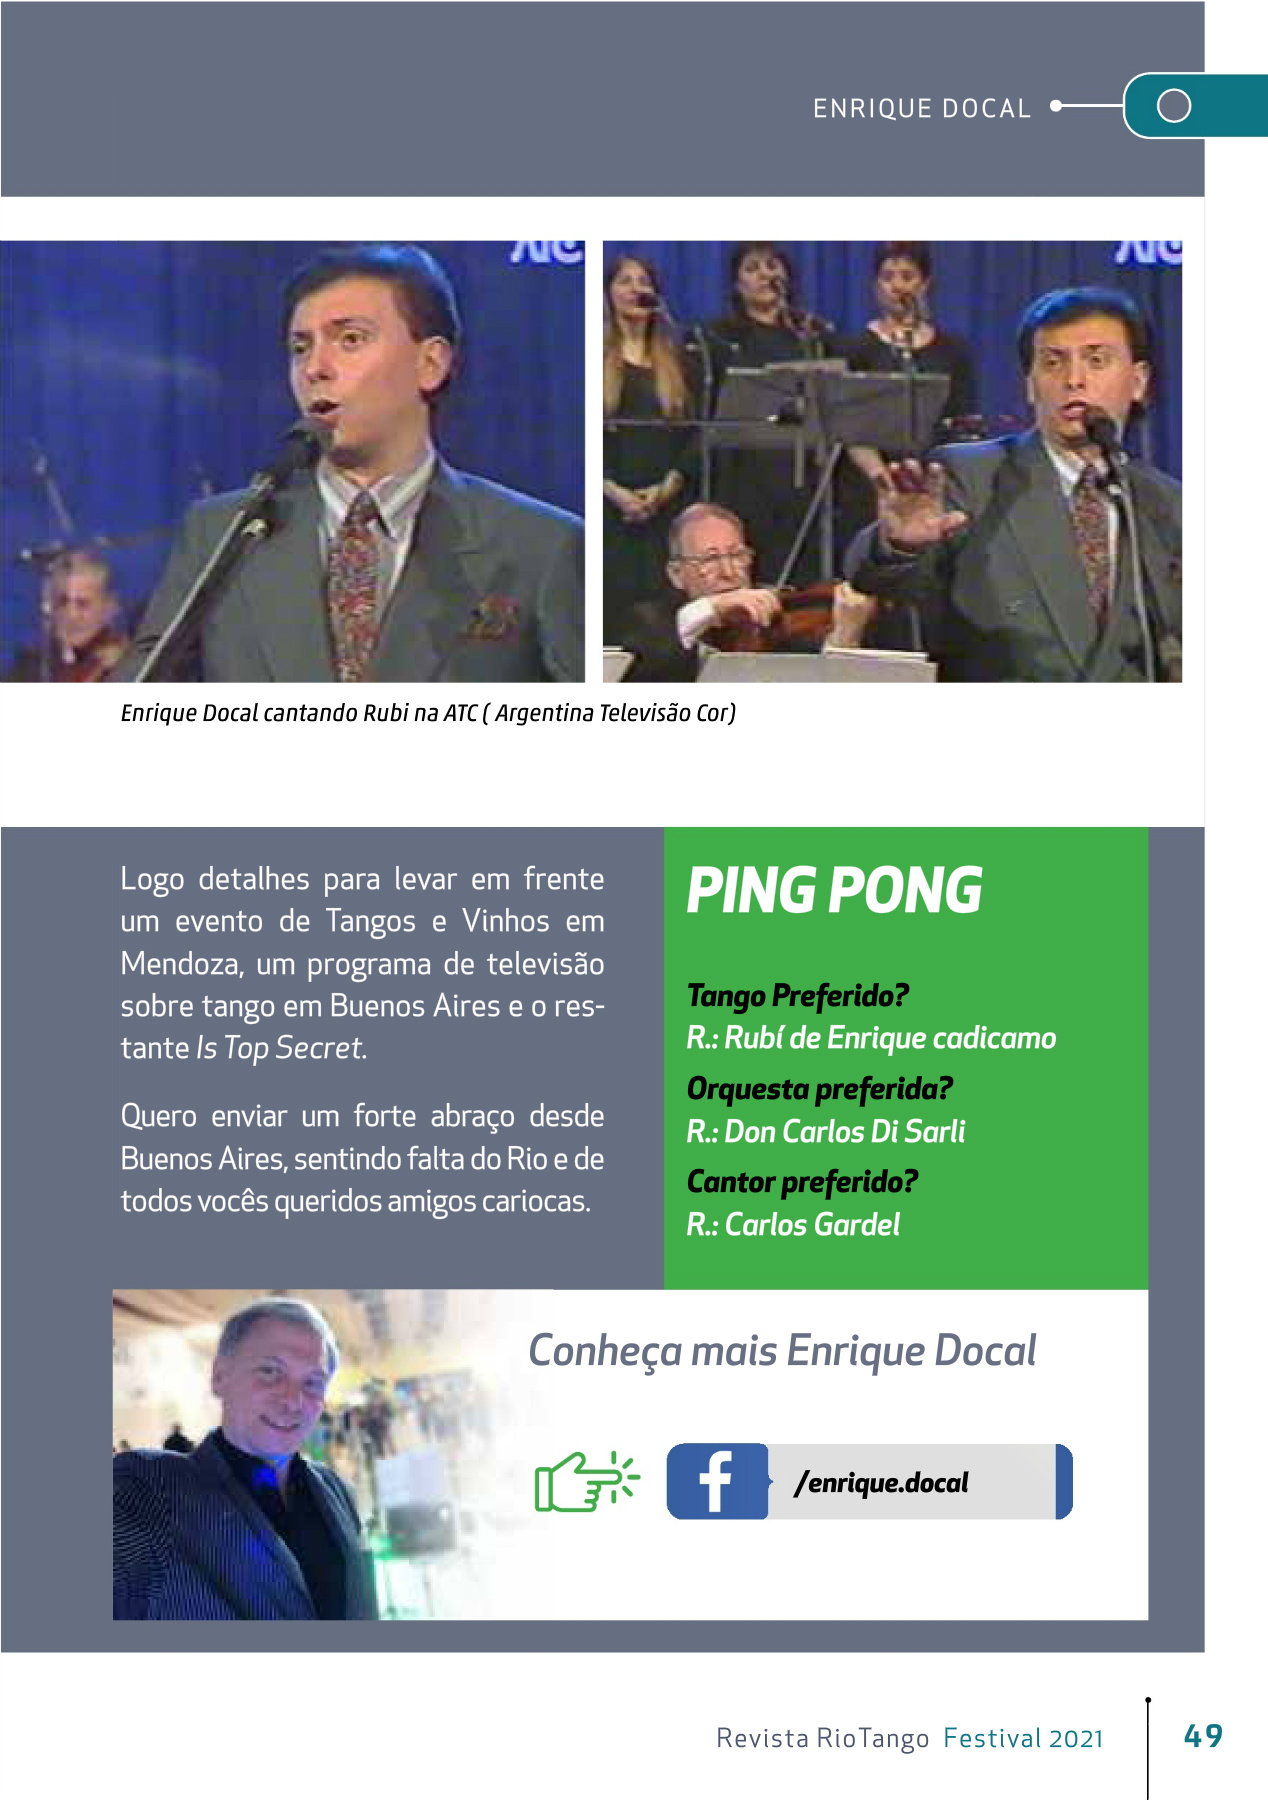 ENRIQUE DOCAL
ATC
ATC
Enrique Docal cantando Rubi na ATC ( Argentina Televisão Cor)
Logo detalhes para levar em frente
um evento de Tangos e Vinhos em
Mendoza, um programa de televisão
sobre tango em Buenos Aires e o res-
tante Is Top Secret.
Quero enviar um forte abraço desde
Buenos Aires, sentindo falta do Rio e de
todos vocês queridos amigos cariocas.
PING PONG
Tango Preferido?
R.: Rubí de Enrique cadicamo
Orquesta preferida?
R.: Don Carlos Di Sarli
Cantor preferido?
R.: Carlos Gardel
Conheça mais Enrique Docal
f /enrique.docal
Revista RioTango Festival 2021 49